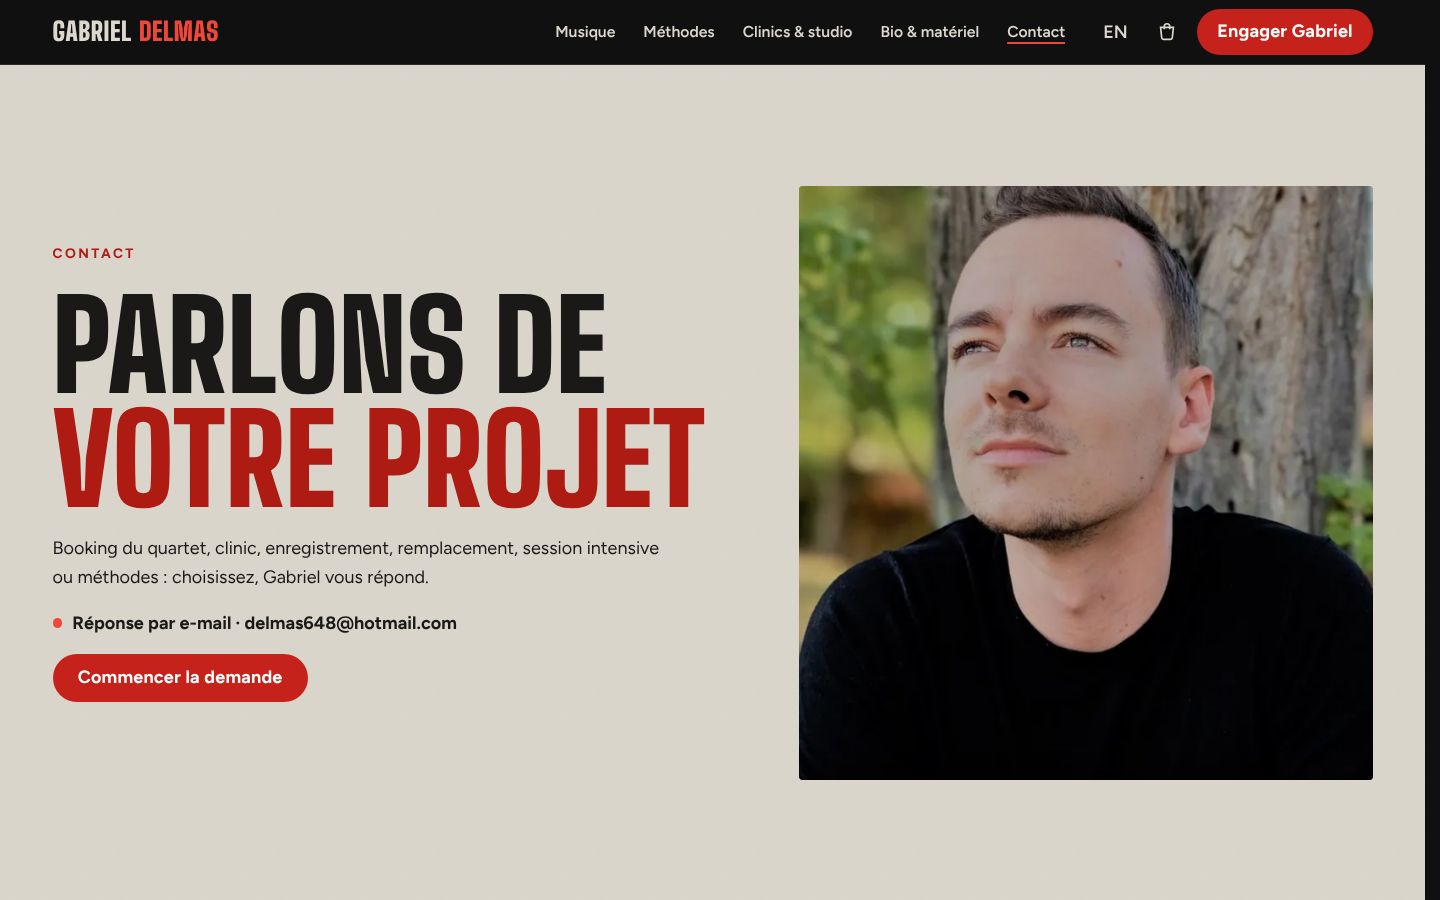 GABRIEL DELMAS
Musique
Méthodes
Clinics & studio
Bio & matériel
Contact
EN
Engager Gabriel
CONTACT
PARLONS DE
VOTRE PROJET
Booking du quartet, clinic, enregistrement, remplacement, session intensive
ou méthodes : choisissez, Gabriel vous répond.
Réponse par e-mail · delmas648@hotmail.com
Commencer la demande